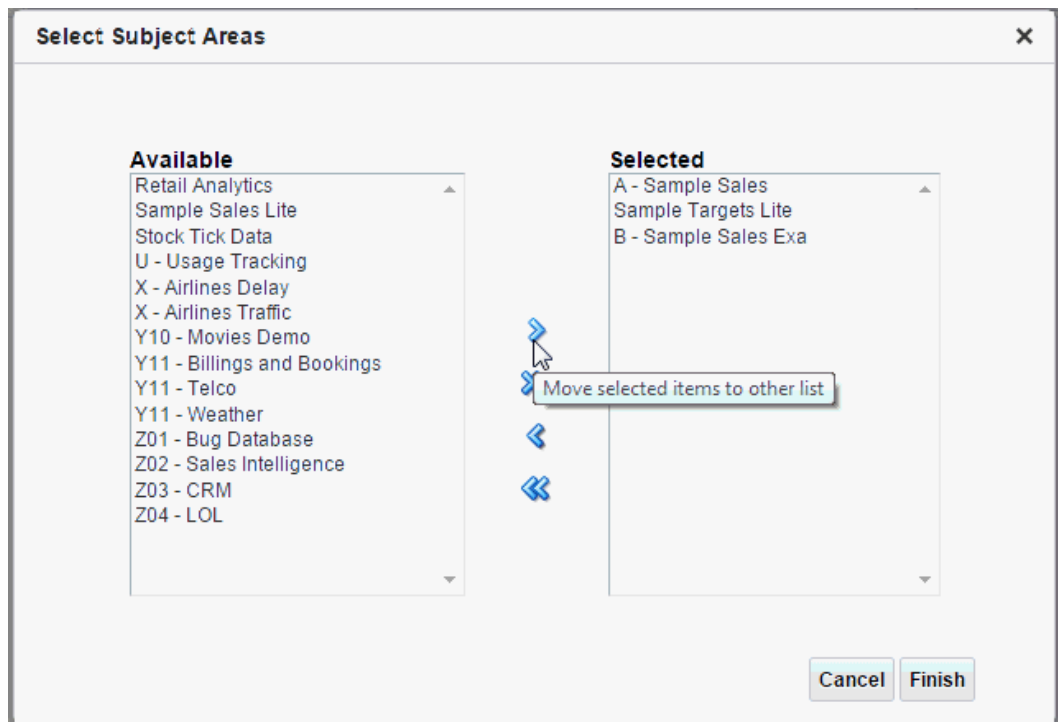 Select Subject Areas
Available
Retail Analytics
Sample Sales Lite
Stock Tick Data
U - Usage Tracking
X - Airlines Delay
X - Airlines Traffic
Y10 - Movies Demo
Y11 - Billings and Bookings
Y11 - Telco
Y11 - Weather
Z01 - Bug Database
Z02 - Sales Intelligence
Z03 - CRM
Z04 - LOL
Move selected items to other list
Selected
A - Sample Sales
Sample Targets Lite
B - Sample Sales Exa
Cancel
Finish